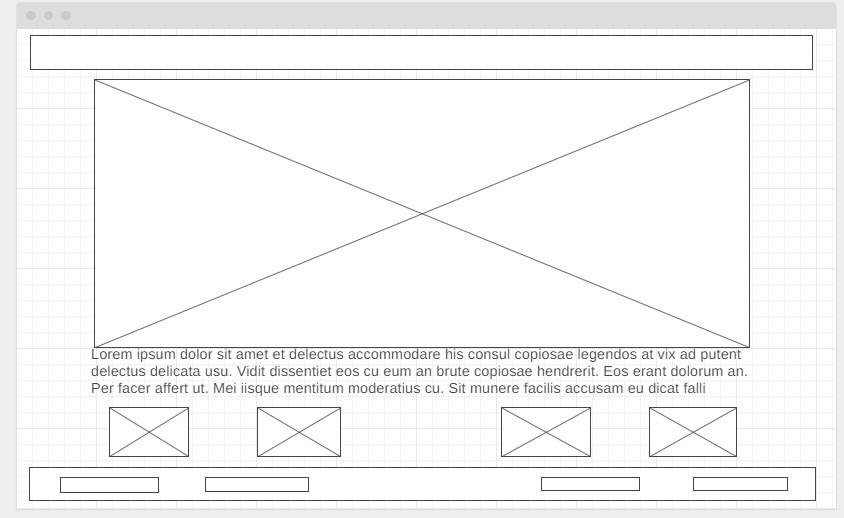 Lorem ipsum dolor sit amet et delectus accommodare his consul copiosae legendos at vix ad putent
delectus delicata usu. Vidit dissentiet eos cu eum an brute copiosae hendrerit. Eos erant dolorum an.
Per facer affert ut. Mei iisque mentitum moderatius cu. Sit munere facilis accusam eu dicat falli